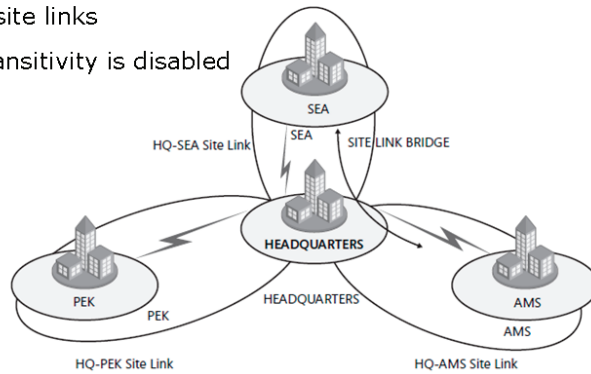 site links
ansitivity is disabled
SEA
HQ-SEA Site Link
SEA
SITE LINK BRIDGE
HEADQUARTERS
PEK
PEK
HEADQUARTERS
AMS
AMS
HQ-PEK Site Link
HQ-AMS Site Link